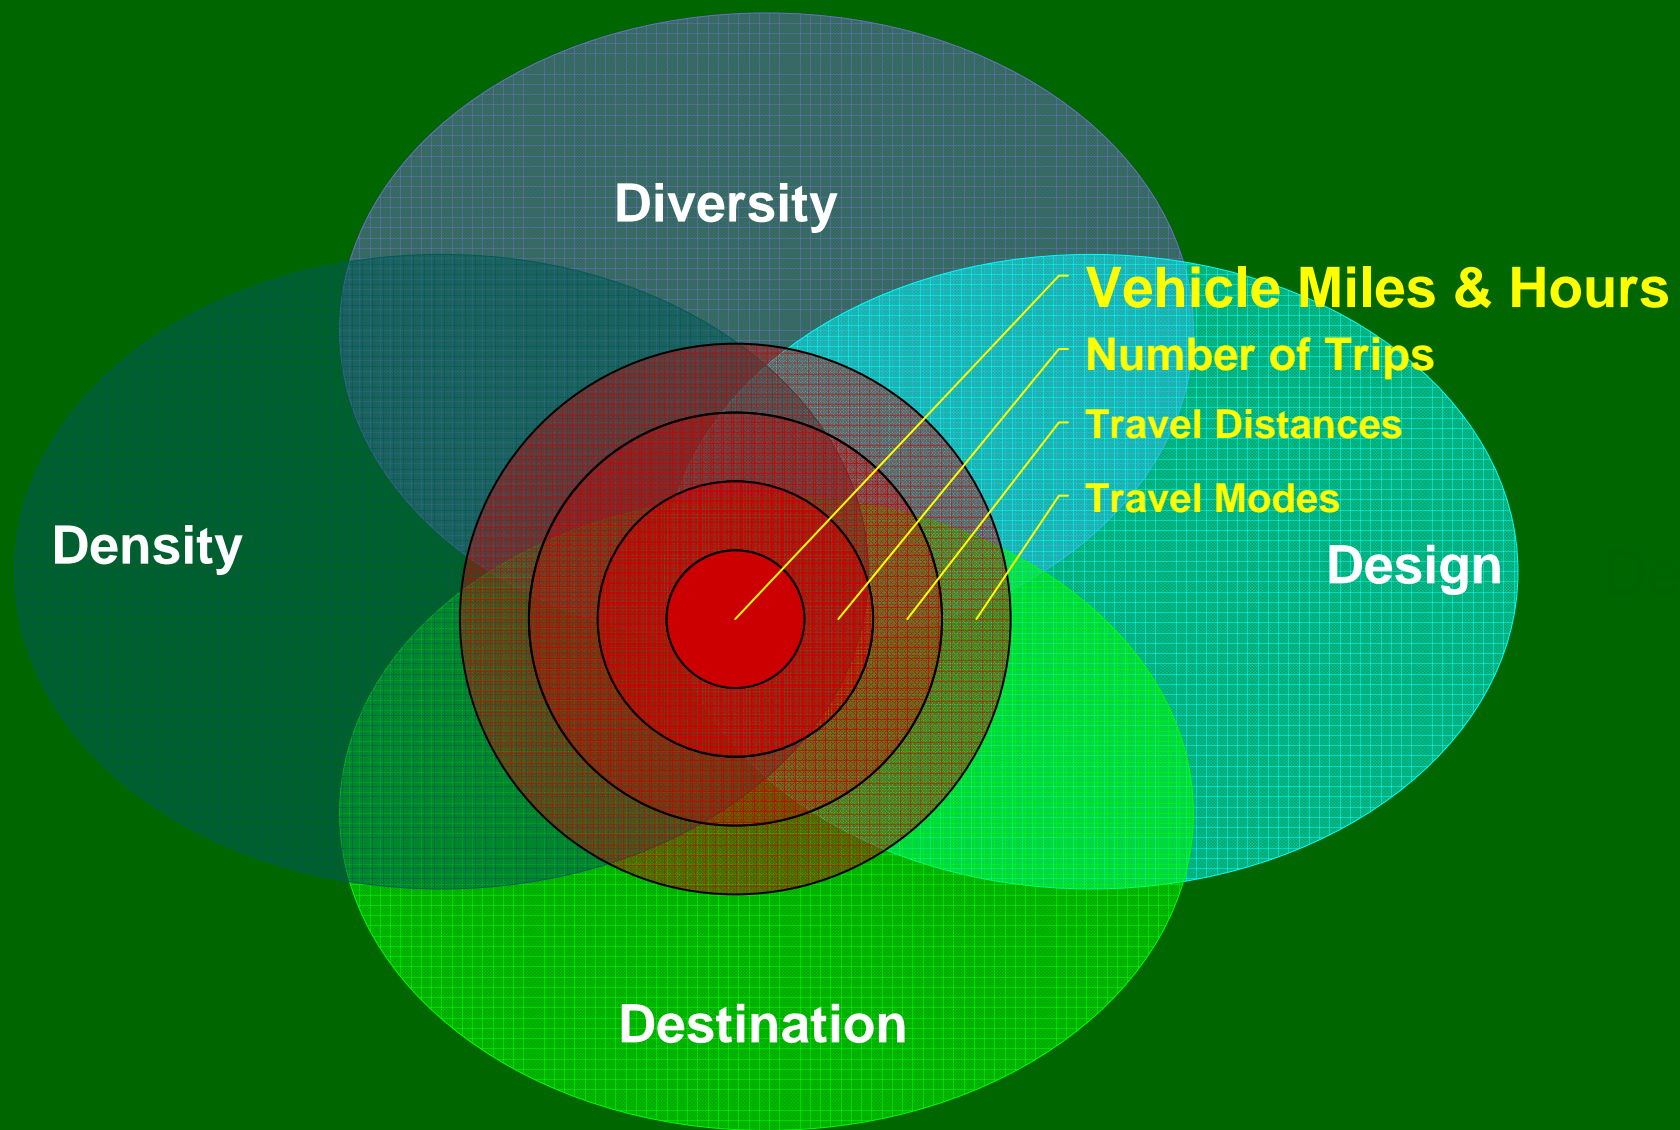 Diversity
Vehicle Miles & Hours
Number of Trips
Travel Distances
Travel Modes
Density
Design
Destination